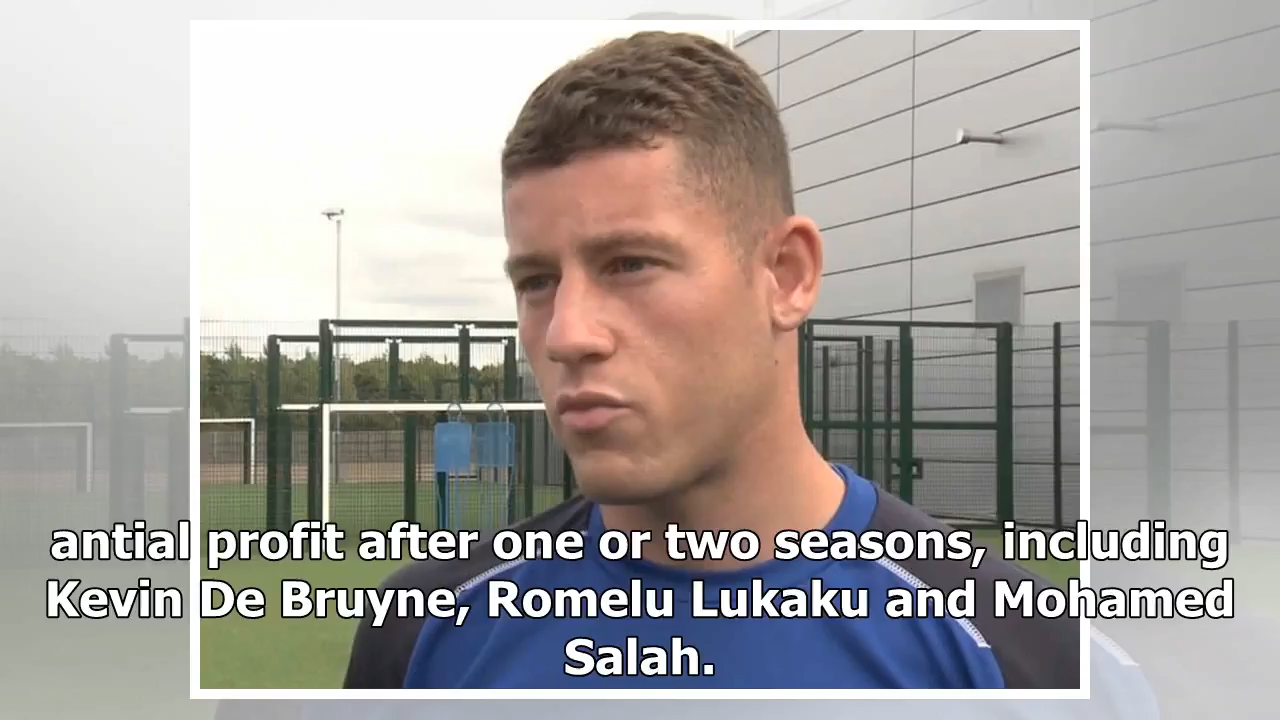 antial profit after one or two seasons, including
Kevin De Bruyne, Romelu Lukaku and Mohamed
Salah.